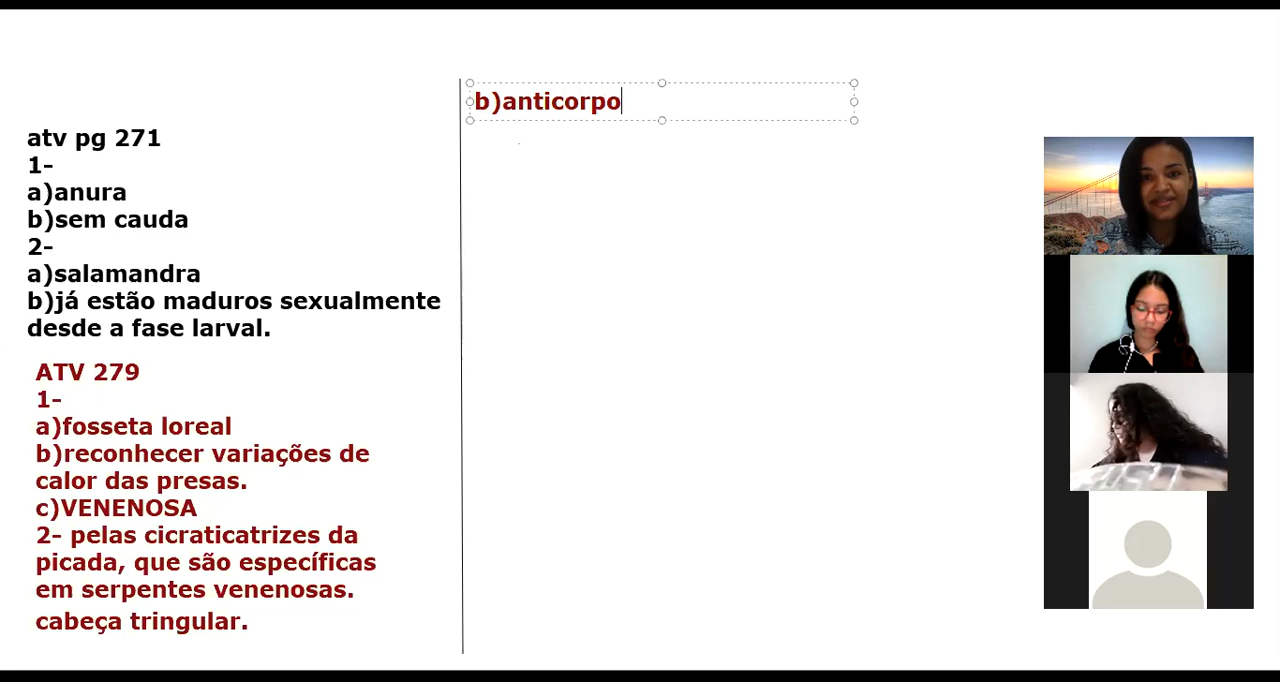 atv pg 271
1-
a)anura
b)sem cauda
2-
a)salamandra
b)já estão maduros sexualmente
desde a fase larval.
ATV 279
1-
a)fosseta loreal
b)reconhecer variações de
calor das presas.
c)VENENOSA
2- pelas cicraticatrizes da
picada, que são específicas
em serpentes venenosas.
cabeça tringular.
b)anticorpo